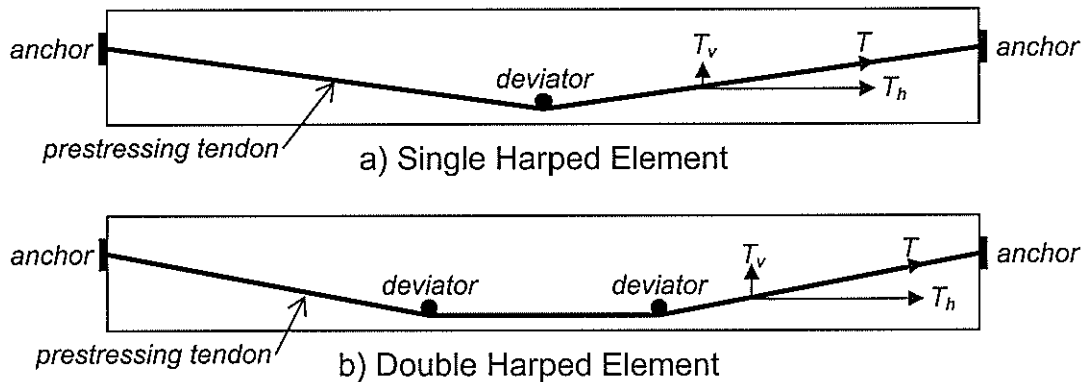 anchor
T_v
T
anchor
deviator
T_h
prestressing tendon
a) Single Harped Element
anchor
T_v
T
anchor
deviator
deviator
T_h
prestressing tendon
b) Double Harped Element